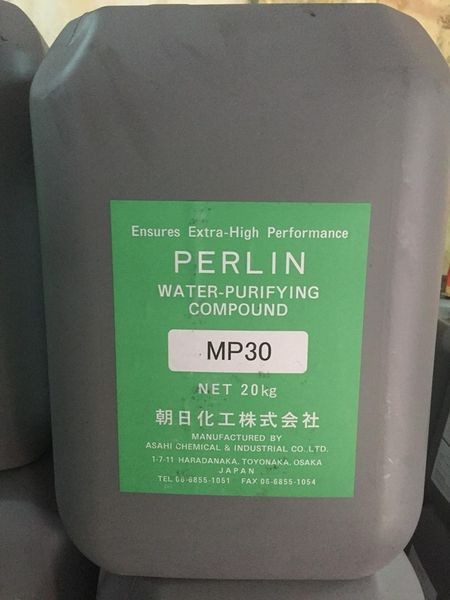 Ensures Extra-High Performance
PERLIN
WATER-PURIFYING
COMPOUND
MP30
NET 20kg
朝日化工株式会社
MANUFACTURED BY
ASAHI CHEMICAL & INDUSTRIAL CO.,LTD.
1-7-11 HARADANAKA, TOYONAKA, OSAKA
JAPAN
TEL 06-6855-1051 FAX 06-6855-1054